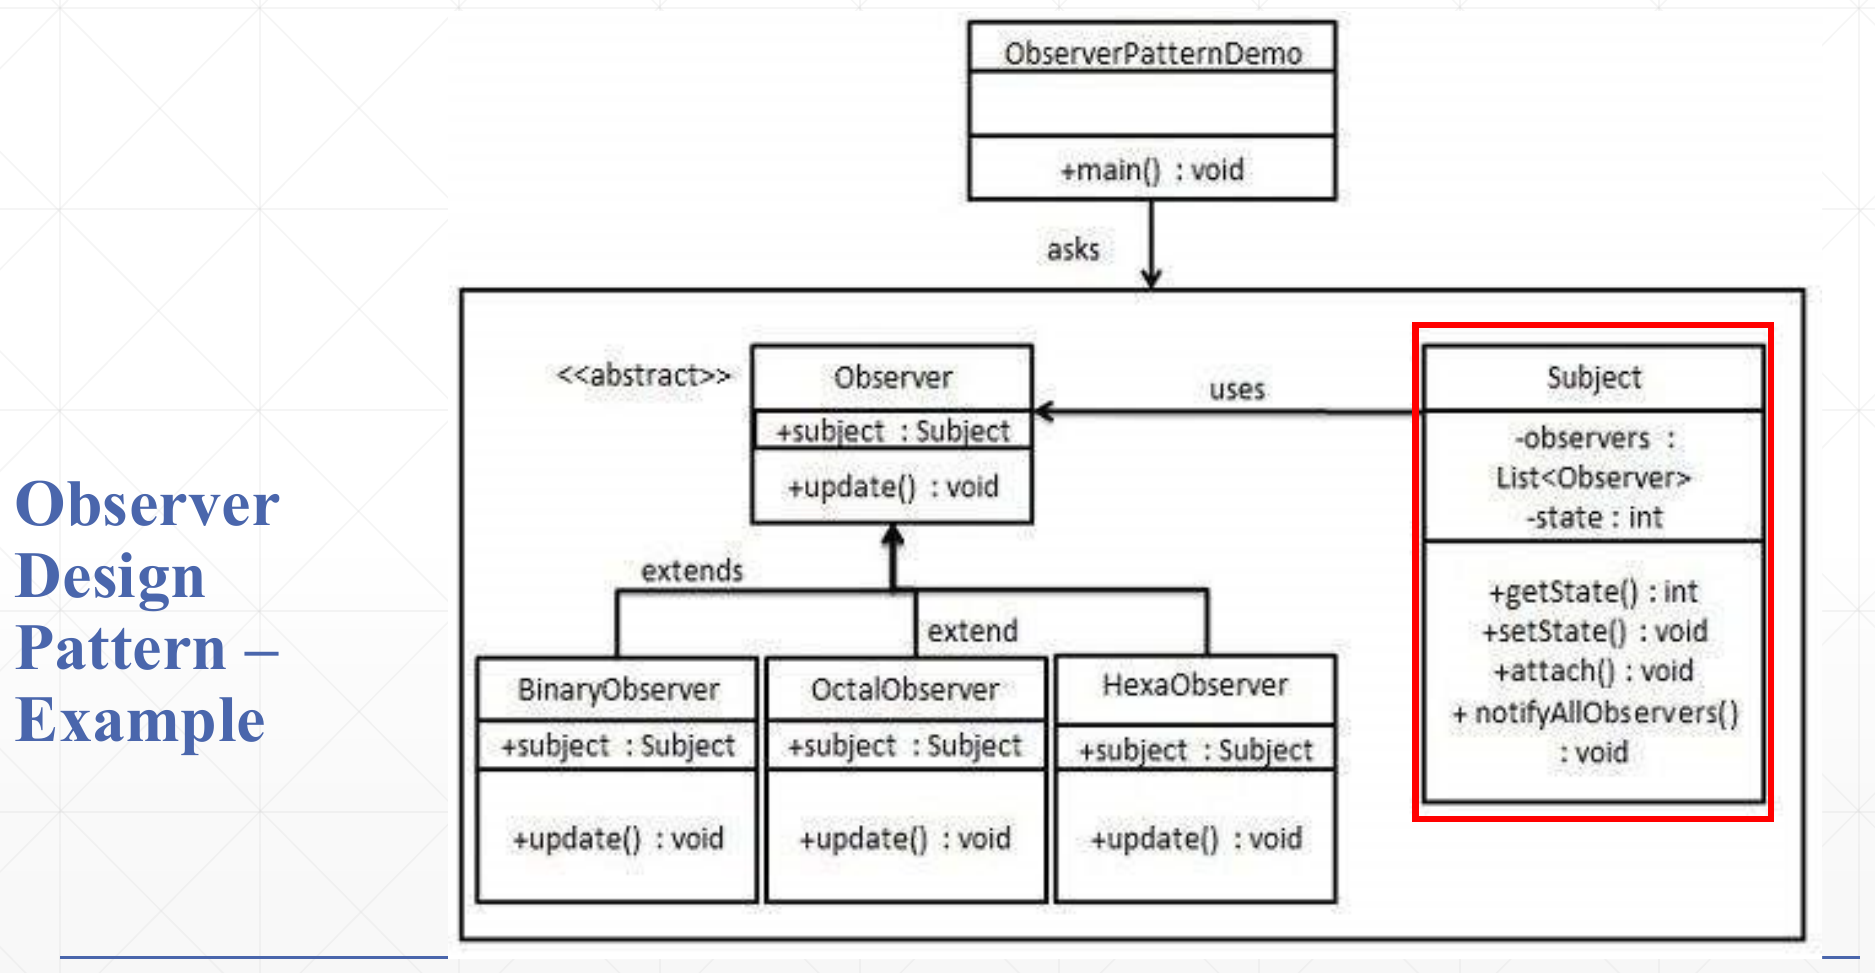 Observer
Design
Pattern –
Example
ObserverPatternDemo
+main() : void
asks
<<abstract>>
Observer
+subject : Subject
+update() : void
uses
Subject
-observers :
List<Observer>
-state : int
+getState() : int
+setState() : void
+attach() : void
+ notifyAllObservers()
: void
extends
extend
BinaryObserver
+subject : Subject
+update() : void
OctalObserver
+subject : Subject
+update() : void
HexaObserver
+subject : Subject
+update() : void